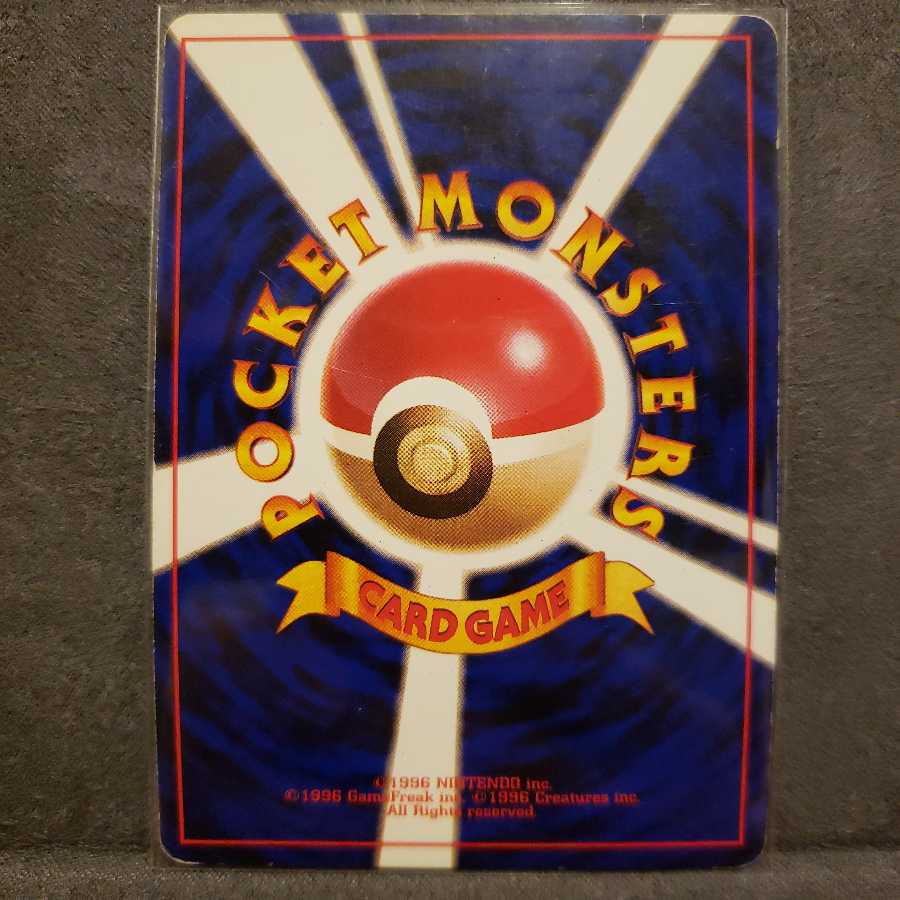 POCKET MONSTERS
CARD GAME
©1996 NINTENDO inc.
©1996 GameFreak inc. ©1996 Creatures inc.
All Rights reserved.